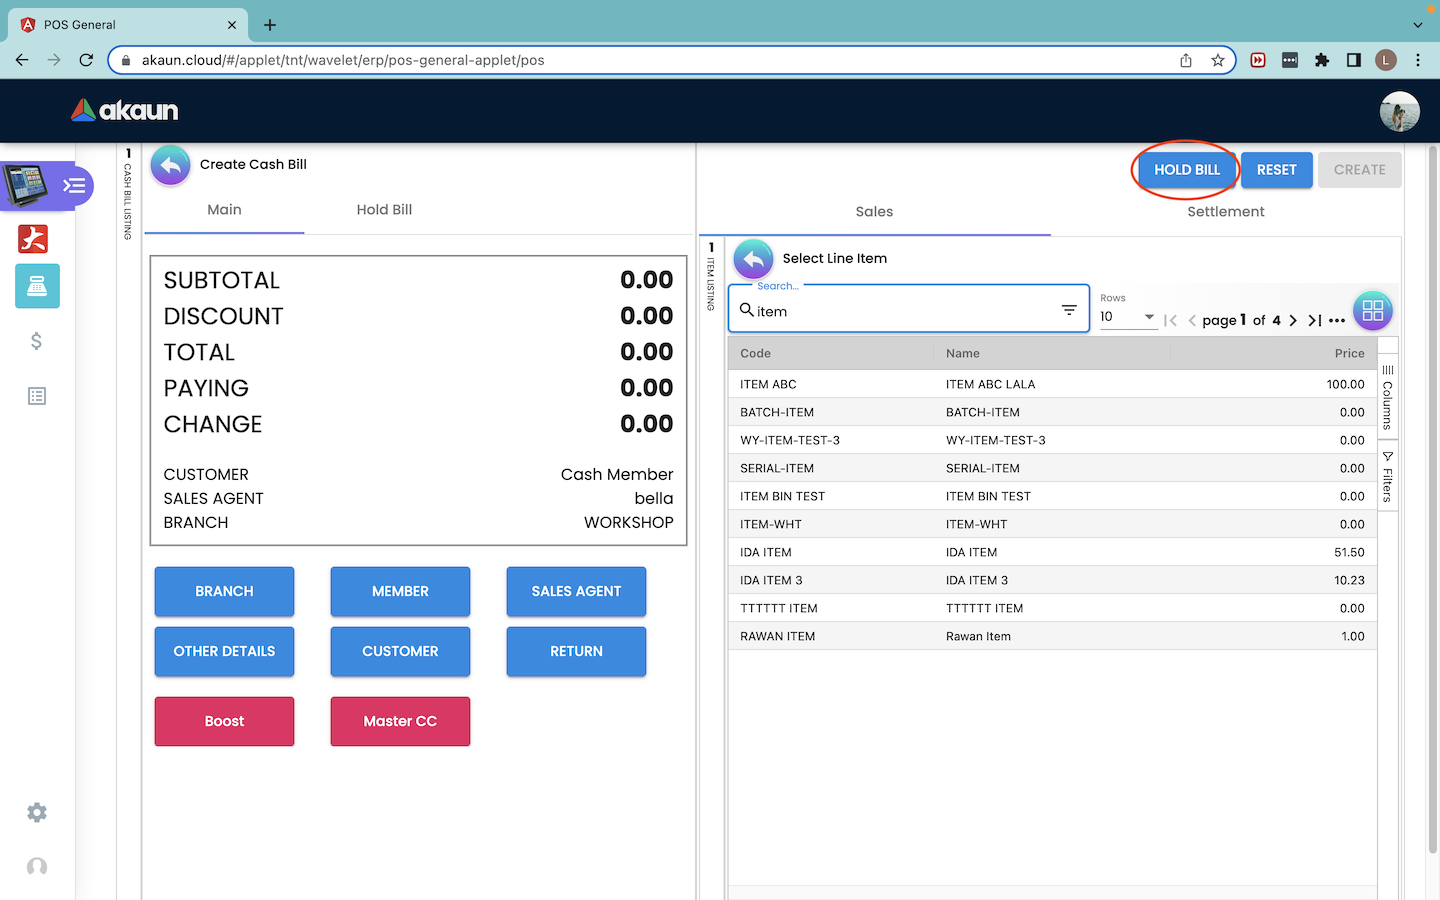 POS General
akaun.cloud/#/applet/tnt/wavelet/erp/pos-general-applet/pos
L
akaun
1 CASH BILL LISTING
Create Cash Bill
HOLD BILL RESET CREATE
Main Hold Bill
Sales Settlement
SUBTOTAL 0.00
DISCOUNT 0.00
TOTAL 0.00
PAYING 0.00
CHANGE 0.00
CUSTOMER Cash Member
SALES AGENT bella
BRANCH WORKSHOP
BRANCH MEMBER SALES AGENT
OTHER DETAILS CUSTOMER RETURN
Boost Master CC
1 ITEM LISTING
Select Line Item
Search...
item
Rows
10
page 1 of 4
Code Name Price
ITEM ABC ITEM ABC LALA 100.00
BATCH-ITEM BATCH-ITEM 0.00
WY-ITEM-TEST-3 WY-ITEM-TEST-3 0.00
SERIAL-ITEM SERIAL-ITEM 0.00
ITEM BIN TEST ITEM BIN TEST 0.00
ITEM-WHT ITEM-WHT 0.00
IDA ITEM IDA ITEM 51.50
IDA ITEM 3 IDA ITEM 3 10.23
TTTTTT ITEM TTTTTT ITEM 0.00
RAWAN ITEM Rawan Item 1.00
Columns
Filters